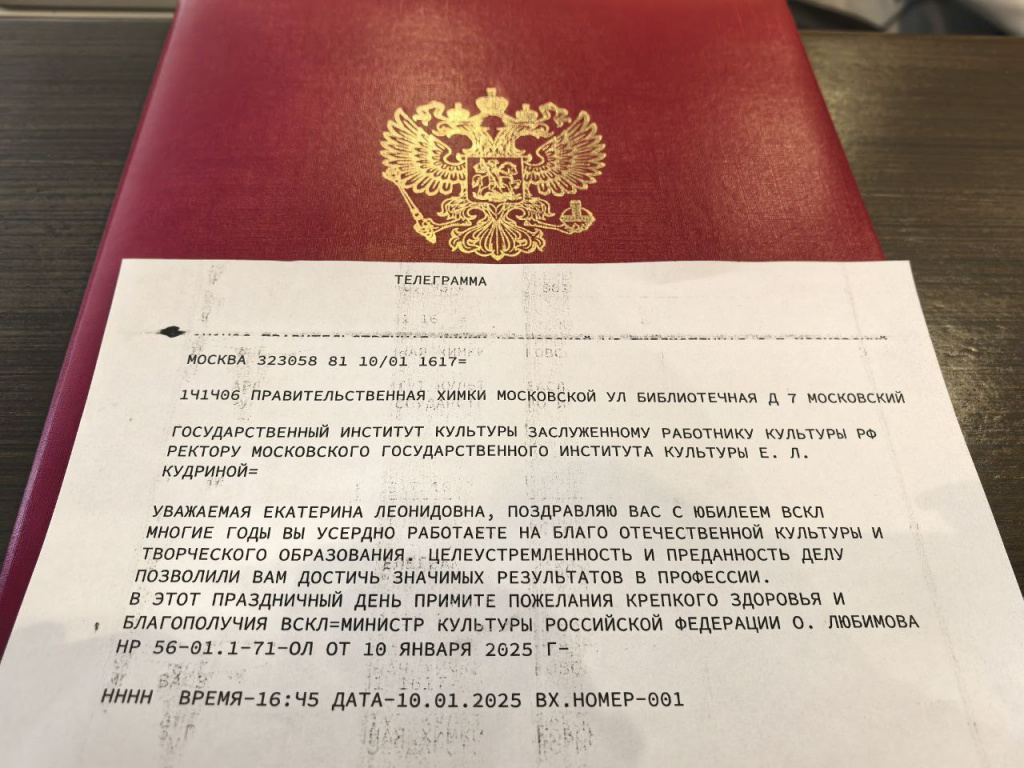 ТЕЛЕГРАММА
МОСКВА 323058 81 10/01 1617=
1Ч1Ч06 ПРАВИТЕЛЬСТВЕННАЯ ХИМКИ МОСКОВСКОЙ УЛ БИБЛИОТЕЧНАЯ Д 7 МОСКОВСКИЙ
ГОСУДАРСТВЕННЫЙ ИНСТИТУТ КУЛЬТУРЫ ЗАСЛУЖЕННОМУ РАБОТНИКУ КУЛЬТУРЫ РФ
РЕКТОРУ МОСКОВСКОГО ГОСУДАРСТВЕННОГО ИНСТИТУТА КУЛЬТУРЫ Е. Л.
КУДРИНОЙ=
УВАЖАЕМАЯ ЕКАТЕРИНА ЛЕОНИДОВНА, ПОЗДРАВЛЯЮ ВАС С ЮБИЛЕЕМ ВСКЛ
МНОГИЕ ГОДЫ ВЫ УСЕРДНО РАБОТАЕТЕ НА БЛАГО ОТЕЧЕСТВЕННОЙ КУЛЬТУРЫ И
ТВОРЧЕСКОГО ОБРАЗОВАНИЯ. ЦЕЛЕУСТРЕМЛЕННОСТЬ И ПРЕДАННОСТЬ ДЕЛУ
ПОЗВОЛИЛИ ВАМ ДОСТИЧЬ ЗНАЧИМЫХ РЕЗУЛЬТАТОВ В ПРОФЕССИИ.
В ЭТОТ ПРАЗДНИЧНЫЙ ДЕНЬ ПРИМИТЕ ПОЖЕЛАНИЯ КРЕПКОГО ЗДОРОВЬЯ И
БЛАГОПОЛУЧИЯ ВСКЛ=МИНИСТР КУЛЬТУРЫ РОССИЙСКОЙ ФЕДЕРАЦИИ О. ЛЮБИМОВА
НР 56-01.1-71-ОЛ ОТ 10 ЯНВАРЯ 2025 Г-
НННН ВРЕМЯ-16:Ч5 ДАТА-10.01.2025 ВХ.НОМЕР-001